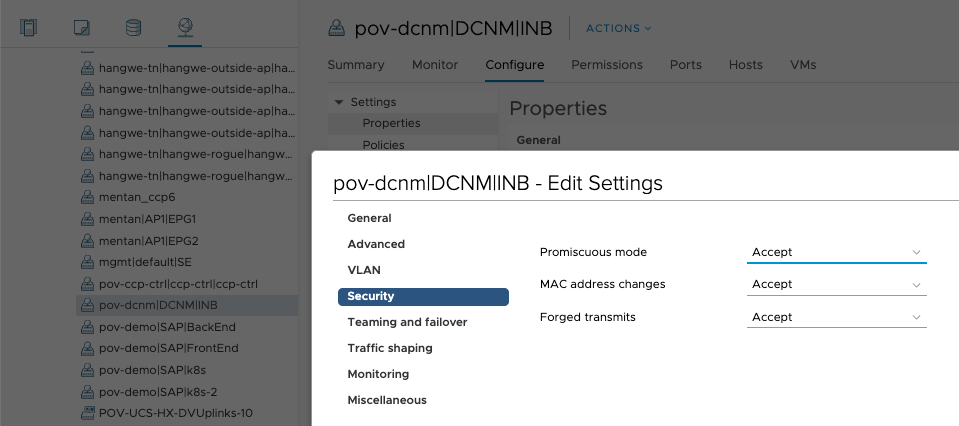 pov-dcnm|DCNM|INB
ACTIONS
Summary Monitor Configure Permissions Ports Hosts VMs
hangwe-tn|hangwe-outside-ap|ha...
hangwe-tn|hangwe-outside-ap|ha...
hangwe-tn|hangwe-outside-ap|ha...
hangwe-tn|hangwe-outside-ap|ha...
hangwe-tn|hangwe-rogue|hangw...
hangwe-tn|hangwe-rogue|hangw...
mentan_ccp6
mentan|AP1|EPG1
mentan|AP1|EPG2
mgmt|default|SE
pov-ccp-ctrl|ccp-ctrl|ccp-ctrl
pov-dcnm|DCNM|INB
pov-demo|SAP|BackEnd
pov-demo|SAP|FrontEnd
pov-demo|SAP|k8s
pov-demo|SAP|k8s-2
POV-UCS-HX-DVUplinks-10
Settings
Properties
Policies
Properties
General
pov-dcnm|DCNM|INB - Edit Settings
General
Advanced
VLAN
Security
Teaming and failover
Traffic shaping
Monitoring
Miscellaneous
Promiscuous mode Accept
MAC address changes Accept
Forged transmits Accept